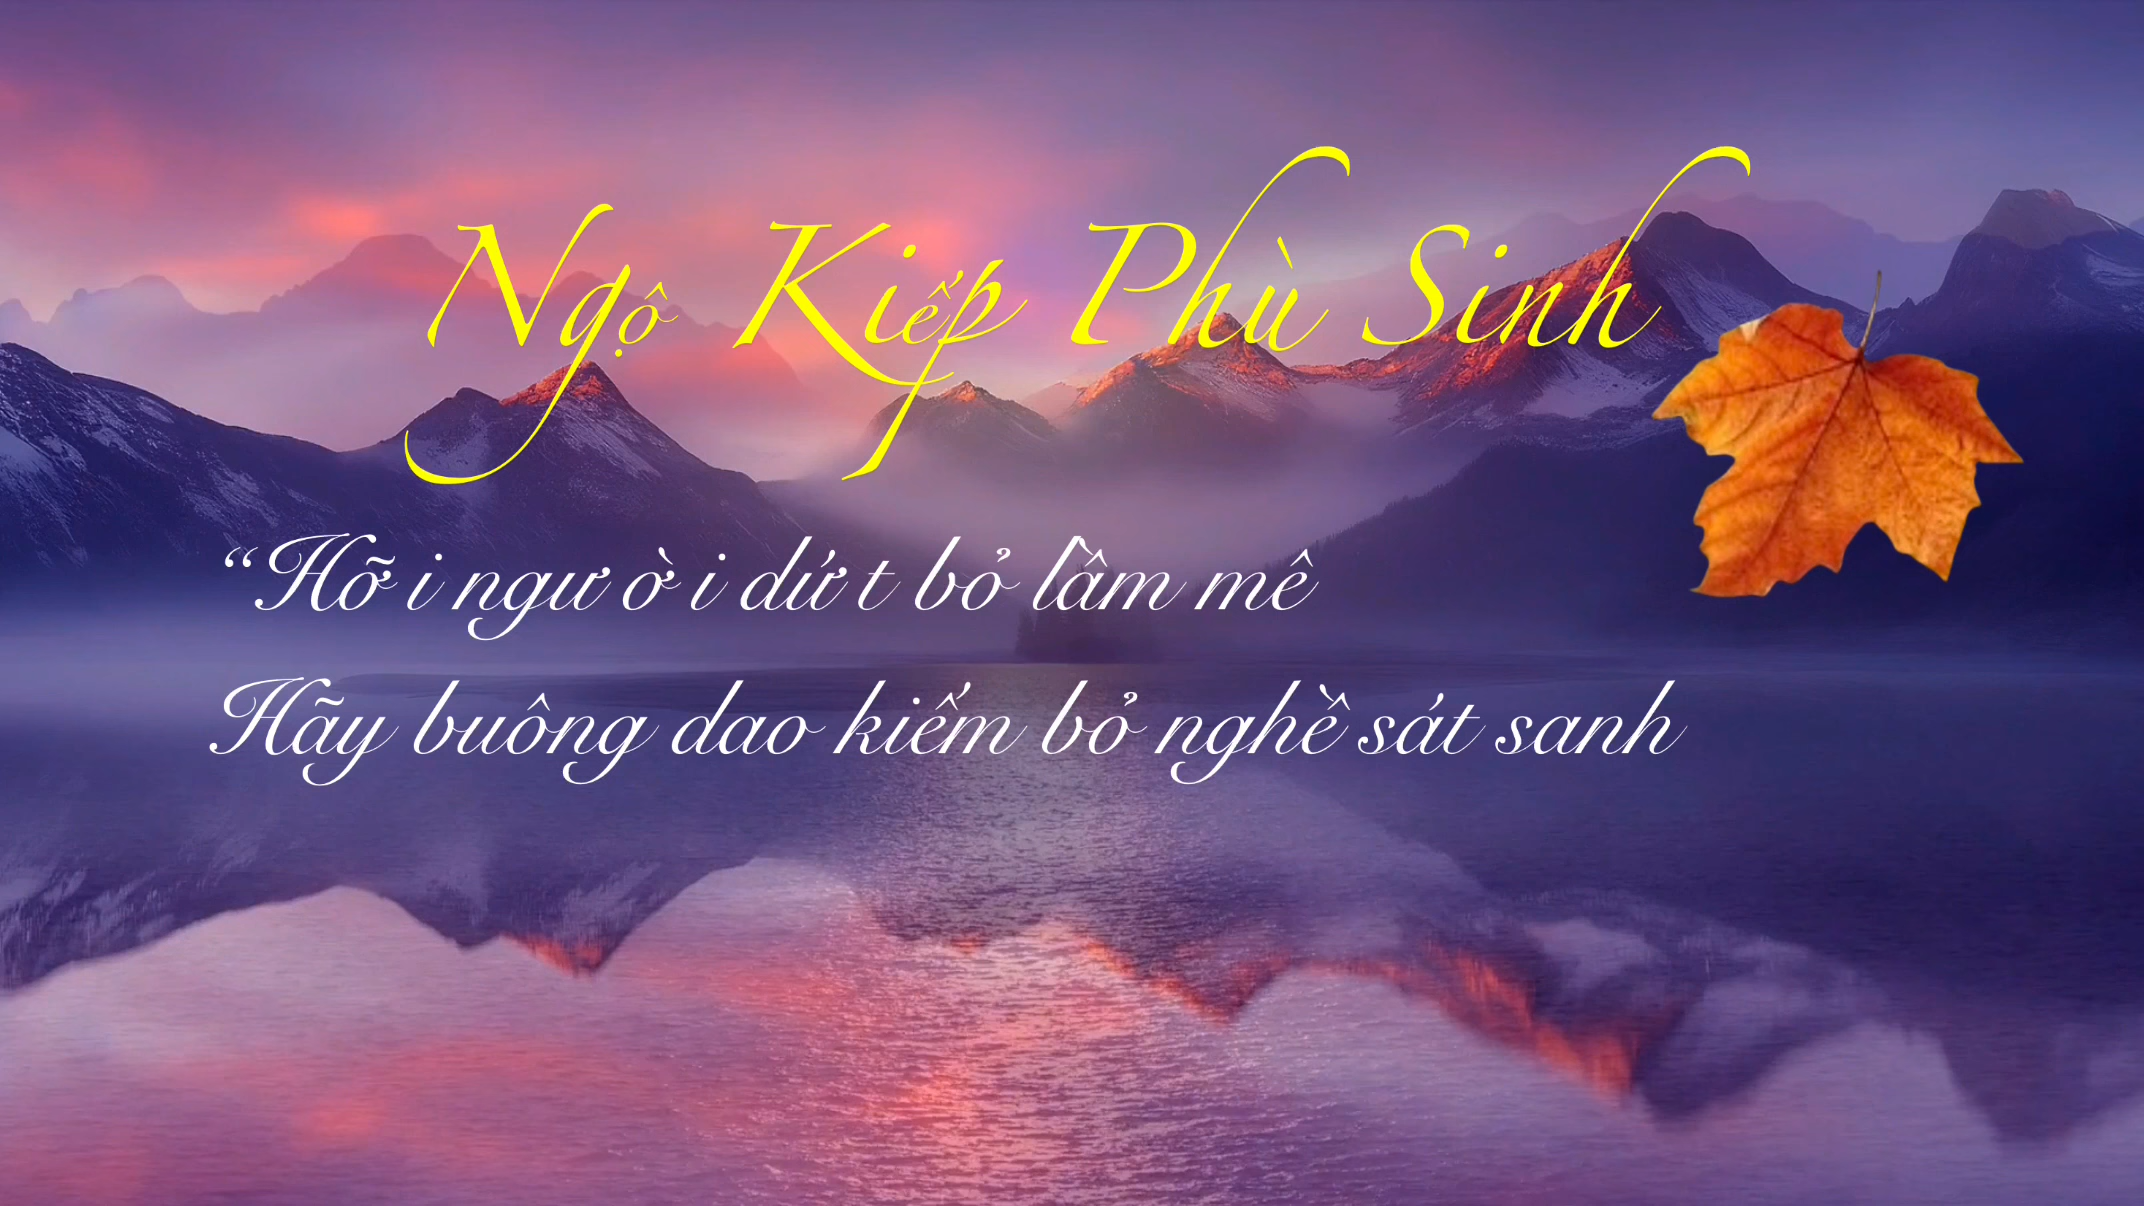 Ngộ Kiếp Phù Sinh
“Hỡi người dứt bỏ lầm mê
Hãy buông dao kiếm bỏ nghề sát sanh